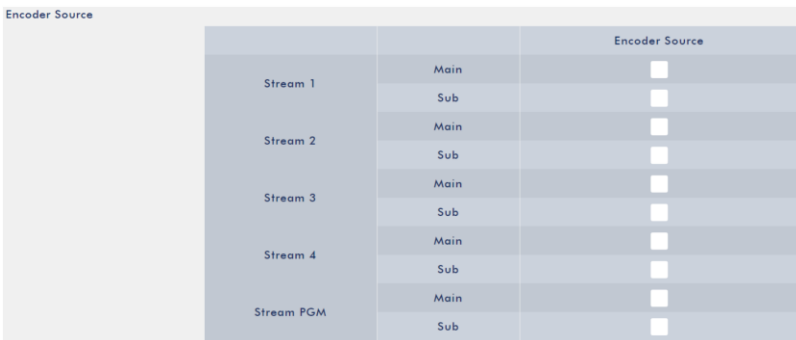 Encoder Source
Encoder Source
Stream 1
Main
Sub
Stream 2
Main
Sub
Stream 3
Main
Sub
Stream 4
Main
Sub
Stream PGM
Main
Sub